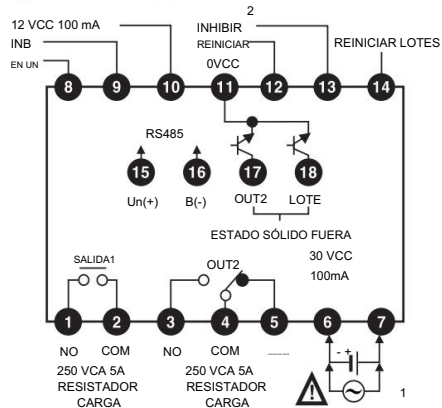 2
12 VCC 100 mA
INHIBIR
INB
REINICIAR
REINICIAR LOTES
EN UN
0VCC
8
9
10
11
12
13
14
RS485
15
16
17
18
Un(+)
B(-)
OUT2
LOTE
ESTADO SÓLIDO FUERA
30 VCC
100mA
SALIDA1
OUT2
1
2
3
4
5
6
7
- +
NO
COM
NO
COM
250 VCA 5A
RESISTADOR
CARGA
250 VCA 5A
RESISTADOR
CARGA
1